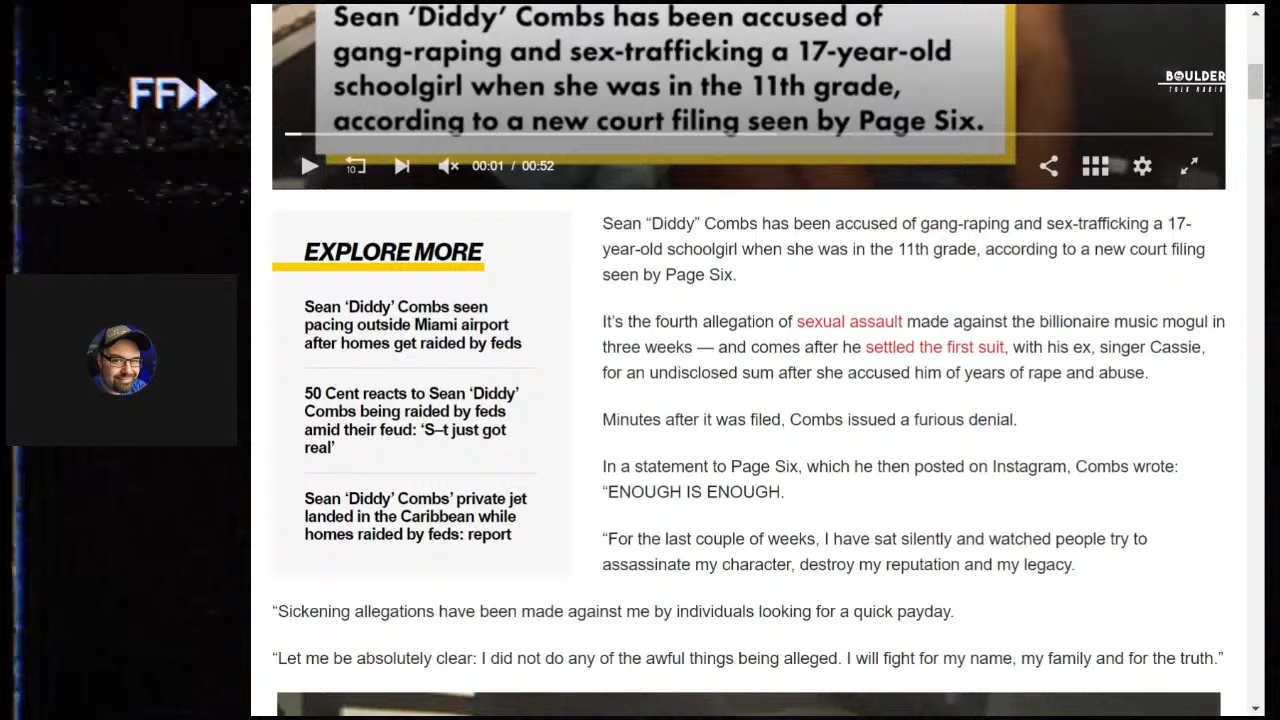 Sean ‘Diddy’ Combs has been accused of
gang-raping and sex-trafficking a 17-year-old
schoolgirl when she was in the 11th grade,
according to a new court filing seen by Page Six.
FF
BOULDER
TALK RADIO
10
00:01 / 00:52
EXPLORE MORE
Sean ‘Diddy’ Combs seen
pacing outside Miami airport
after homes get raided by feds
50 Cent reacts to Sean ‘Diddy’
Combs being raided by feds
amid their feud: ‘S–t just got
real’
Sean ‘Diddy’ Combs’ private jet
landed in the Caribbean while
homes raided by feds: report
Sean “Diddy” Combs has been accused of gang-raping and sex-trafficking a 17-
year-old schoolgirl when she was in the 11th grade, according to a new court filing
seen by Page Six.
It’s the fourth allegation of sexual assault made against the billionaire music mogul in
three weeks — and comes after he settled the first suit, with his ex, singer Cassie,
for an undisclosed sum after she accused him of years of rape and abuse.
Minutes after it was filed, Combs issued a furious denial.
In a statement to Page Six, which he then posted on Instagram, Combs wrote:
“ENOUGH IS ENOUGH.
“For the last couple of weeks, I have sat silently and watched people try to
assassinate my character, destroy my reputation and my legacy.
“Sickening allegations have been made against me by individuals looking for a quick payday.
“Let me be absolutely clear: I did not do any of the awful things being alleged. I will fight for my name, my family and for the truth.”